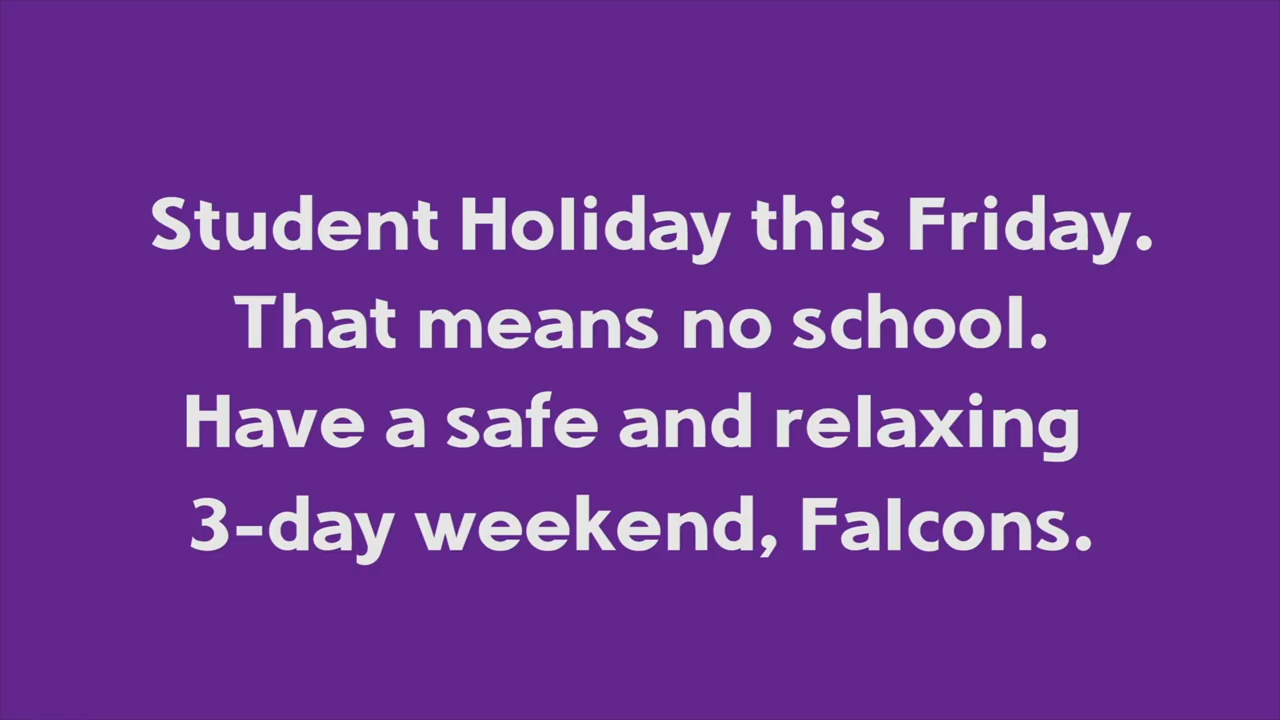 Student Holiday this Friday.
That means no school.
Have a safe and relaxing
3-day weekend, Falcons.